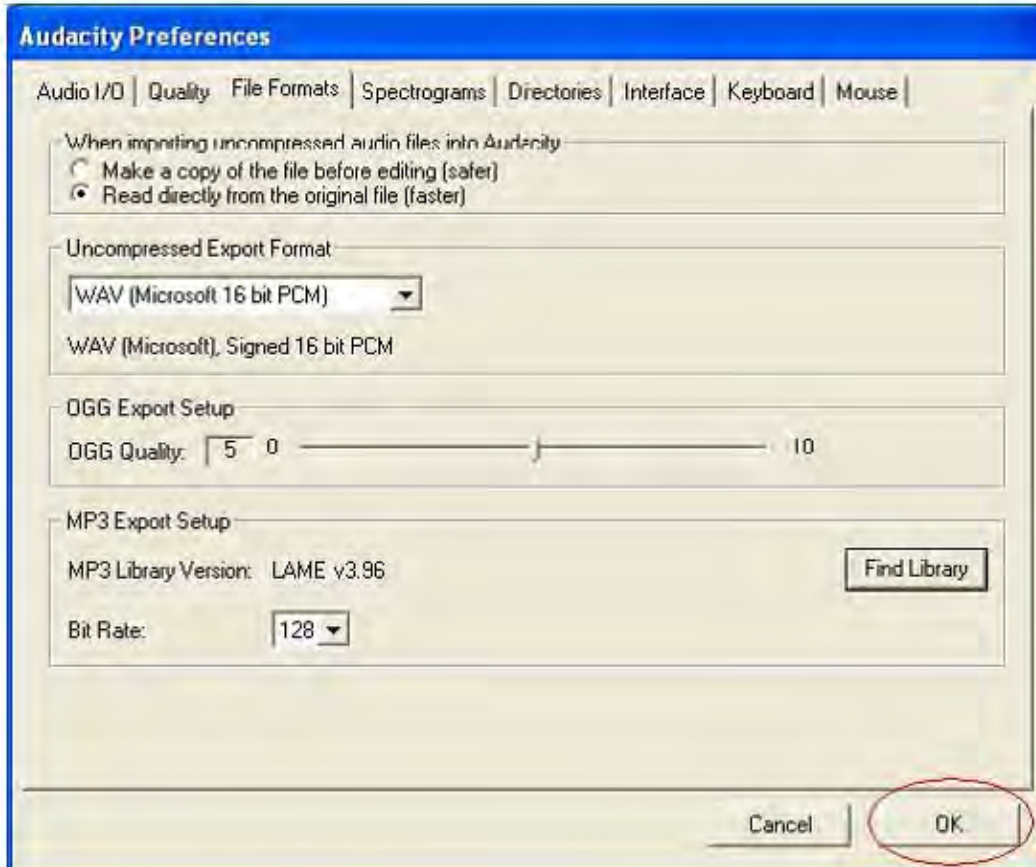 Audacity Preferences
Audio I/O Quality File Formats Spectrograms Directories Interface Keyboard Mouse
When importing uncompressed audio files into Audacity
Make a copy of the file before editing (safer)
Read directly from the original file (faster)
Uncompressed Export Format
WAV (Microsoft 16 bit PCM)
WAV (Microsoft), Signed 16 bit PCM
OGG Export Setup
OGG Quality: 5 0 10
MP3 Export Setup
MP3 Library Version: LAME v3.96 Find Library
Bit Rate: 128
Cancel OK